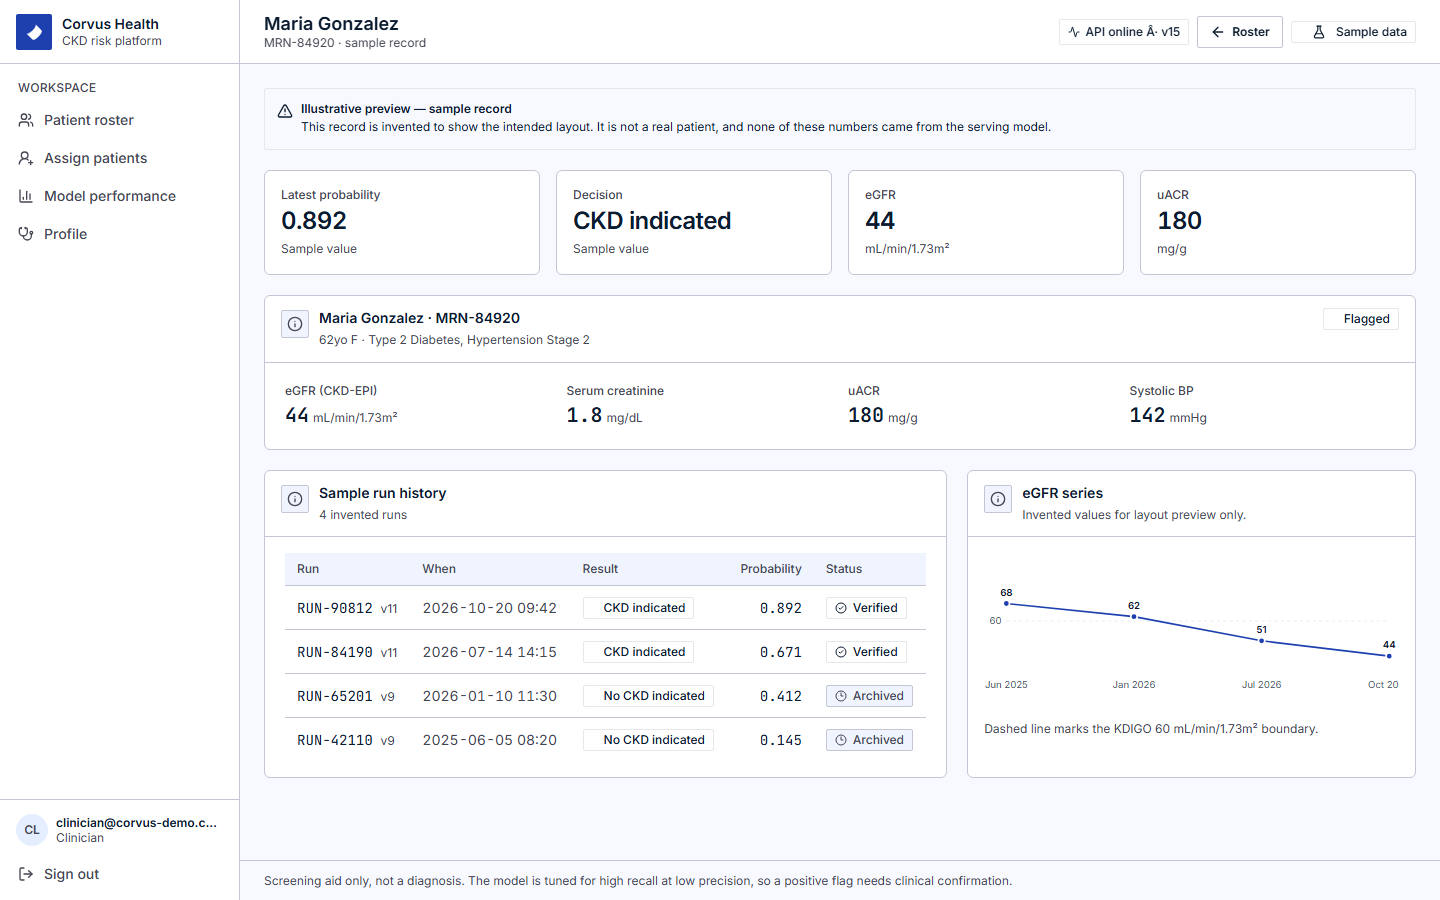 Corvus Health
CKD risk platform
WORKSPACE
Patient roster
Assign patients
Model performance
Profile
CL
clinician@corvus-demo.c...
Clinician
Sign out
Maria Gonzalez
MRN-84920 · sample record
API online Â· v15
Roster
Sample data
Illustrative preview — sample record
This record is invented to show the intended layout. It is not a real patient, and none of these numbers came from the serving model.
Latest probability
0.892
Sample value
Decision
CKD indicated
Sample value
eGFR
44
mL/min/1.73m²
uACR
180
mg/g
Maria Gonzalez · MRN-84920
62yo F · Type 2 Diabetes, Hypertension Stage 2
Flagged
eGFR (CKD-EPI)
44 mL/min/1.73m²
Serum creatinine
1.8 mg/dL
uACR
180 mg/g
Systolic BP
142 mmHg
Sample run history
4 invented runs
Run When Result Probability Status
RUN-90812 v11 2026-10-20 09:42 CKD indicated 0.892 Verified
RUN-84190 v11 2026-07-14 14:15 CKD indicated 0.671 Verified
RUN-65201 v9 2026-01-10 11:30 No CKD indicated 0.412 Archived
RUN-42110 v9 2025-06-05 08:20 No CKD indicated 0.145 Archived
eGFR series
Invented values for layout preview only.
68
62
51
44
60
Jun 2025 Jan 2026 Jul 2026 Oct 20
Dashed line marks the KDIGO 60 mL/min/1.73m² boundary.
Screening aid only, not a diagnosis. The model is tuned for high recall at low precision, so a positive flag needs clinical confirmation.